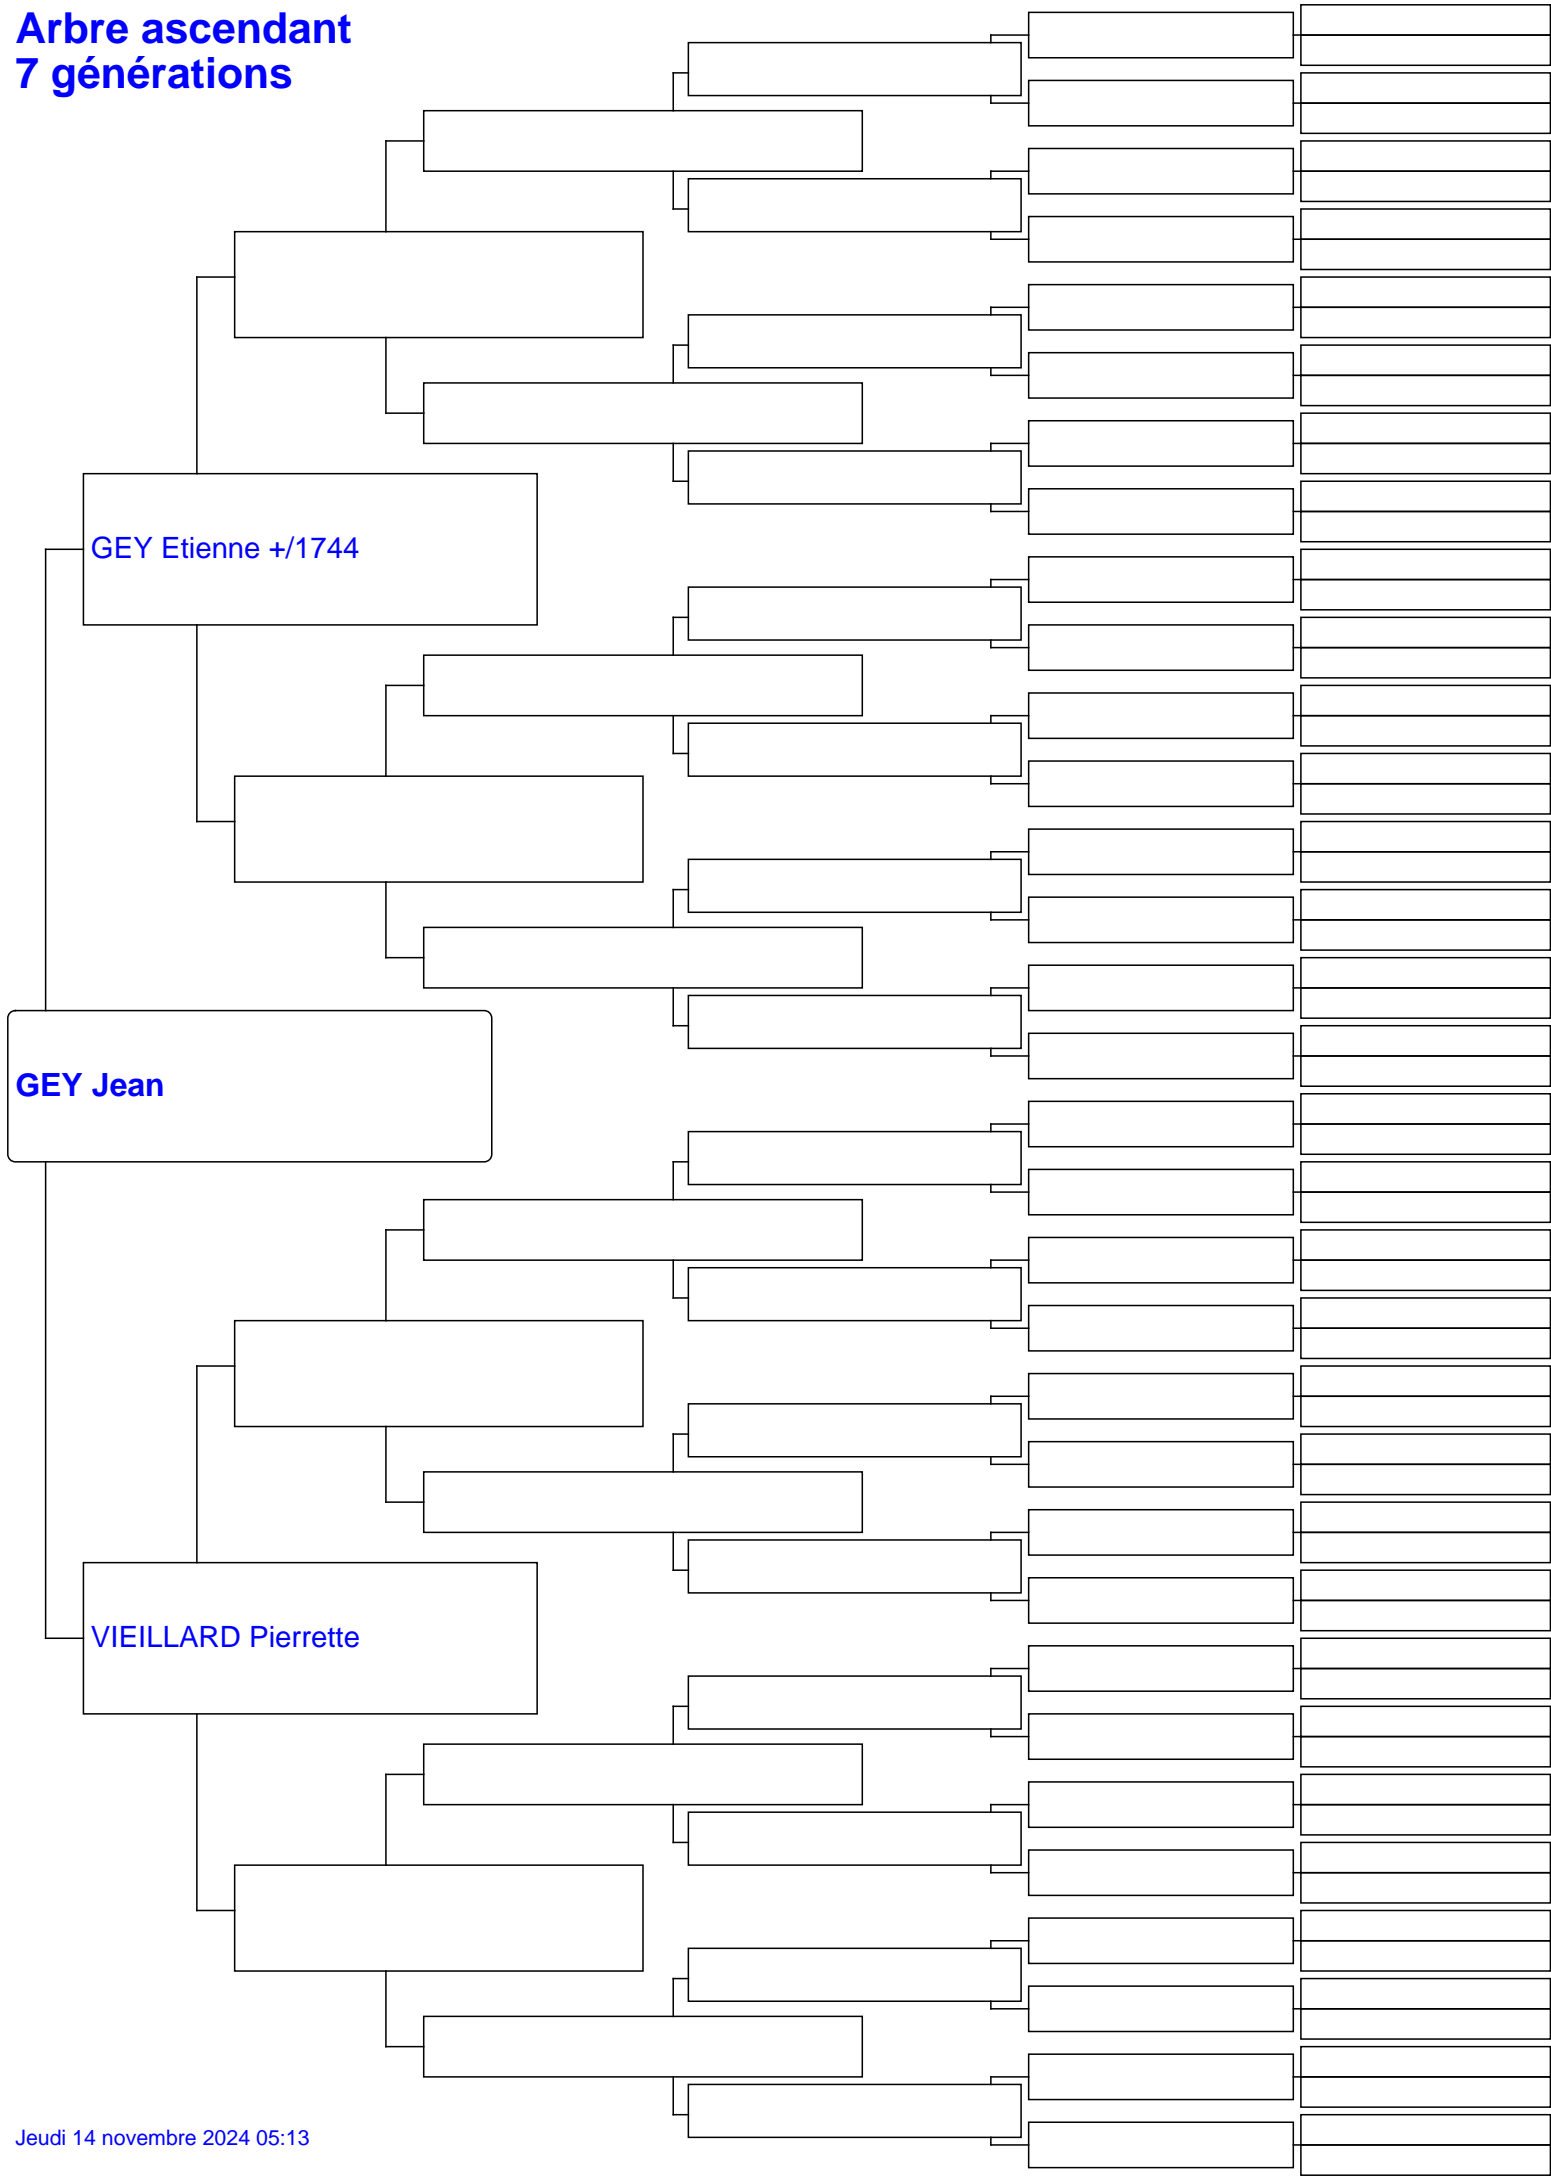 Arbre ascendant
7 générations
GEY Etienne +/1744
GEY Jean
VIEILLARD Pierrette
Jeudi 14 novembre 2024 05:13